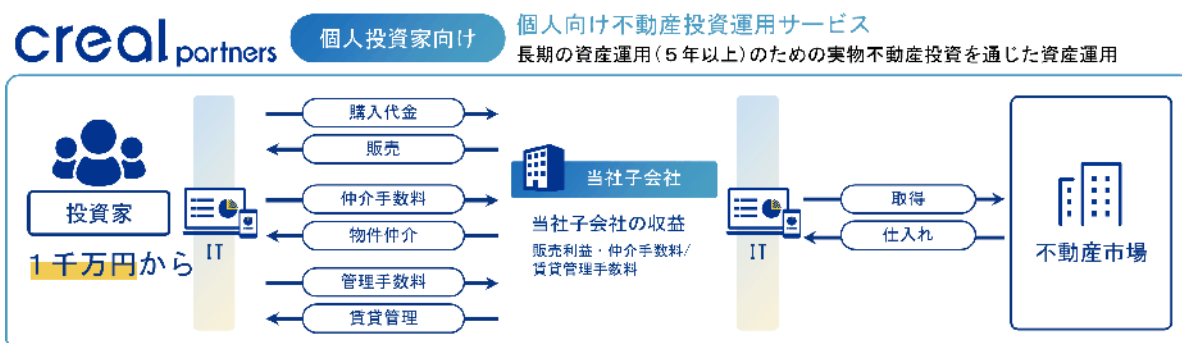 creal partners
個人投資家向け
個人向け不動産投資運用サービス
長期の資産運用(5年以上)のための実物不動産投資を通じた資産運用
投資家
1千万円から
IT
購入代金
販売
仲介手数料
物件仲介
管理手数料
賃貸管理
当社子会社
当社子会社の収益
販売利益・仲介手数料/
賃貸管理手数料
IT
取得
仕入れ
不動産市場